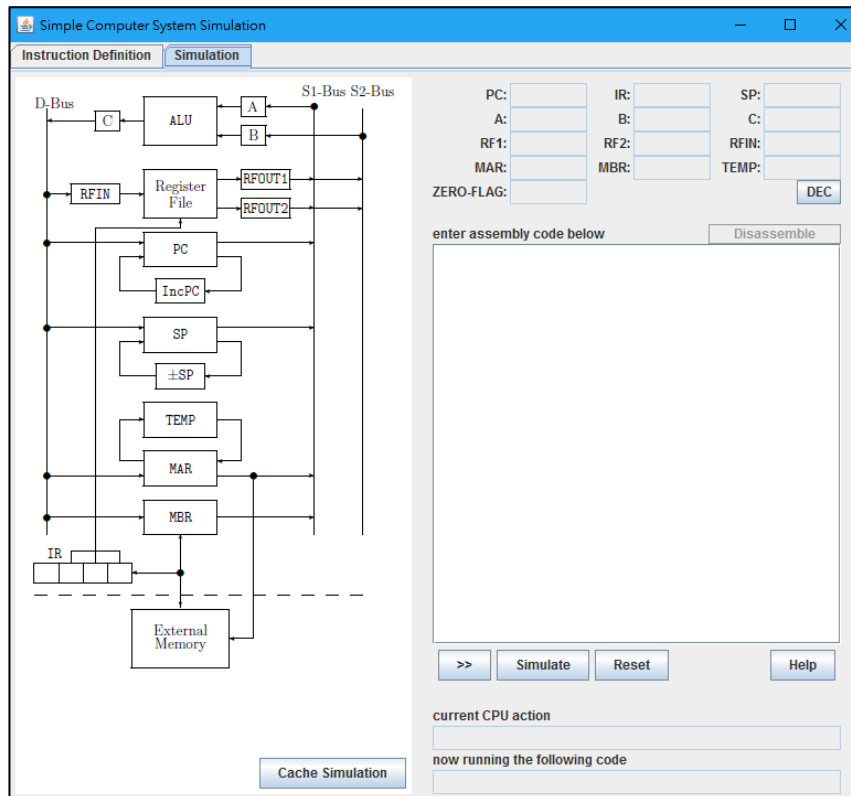 Simple Computer System Simulation
Instruction Definition Simulation
D-Bus S1-Bus S2-Bus
C ALU A
B
RFIN Register File RFOUT1
RFOUT2
PC
IncPC
SP
±SP
TEMP
MAR
MBR
IR
External
Memory
Cache Simulation
PC: IR: SP:
A: B: C:
RF1: RF2: RFIN:
MAR: MBR: TEMP:
ZERO-FLAG: DEC
enter assembly code below Disassemble
>> Simulate Reset Help
current CPU action
now running the following code